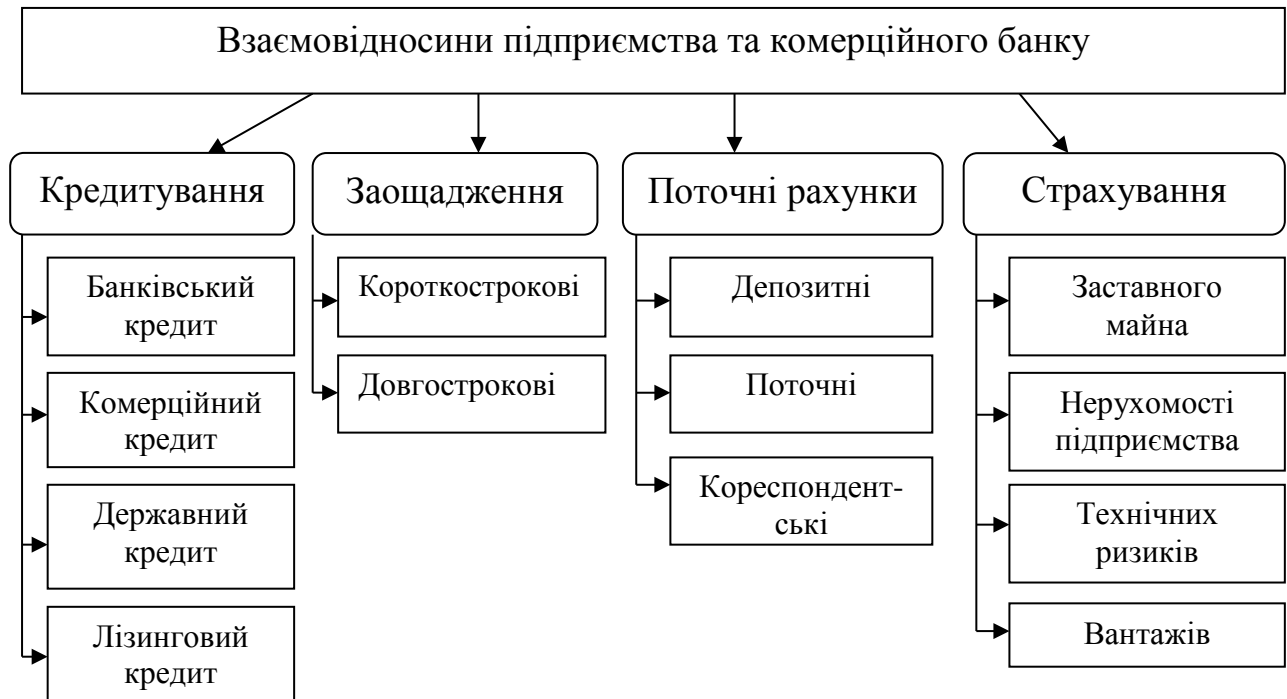 Взаємовідносини підприємства та комерційного банку
Кредитування
Банківський
кредит
Комерційний
кредит
Державний
кредит
Лізинговий
кредит
Заощадження
Короткострокові
Довгострокові
Поточні рахунки
Депозитні
Поточні
Кореспондент-
ські
Страхування
Заставного
майна
Нерухомості
підприємства
Технічних
ризиків
Вантажів